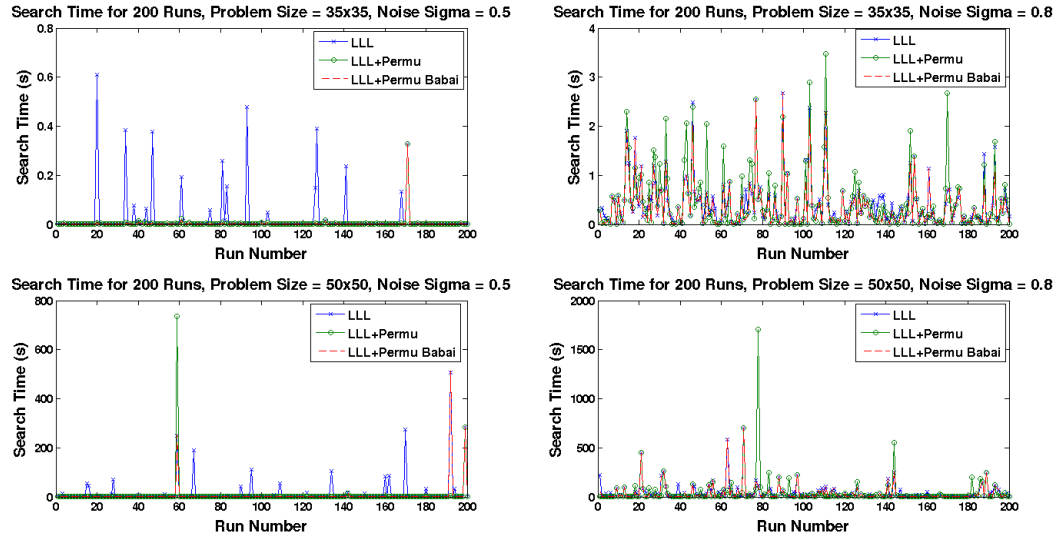 Search Time for 200 Runs, Problem Size = 35x35, Noise Sigma = 0.5
0.8
0.6
0.4
0.2
0
Search Time (s)
LLL
LLL+Permu
LLL+Permu Babai
0 20 40 60 80 100 120 140 160 180 200
Run Number
Search Time for 200 Runs, Problem Size = 35x35, Noise Sigma = 0.8
4
3
2
1
0
Search Time (s)
LLL
LLL+Permu
LLL+Permu Babai
0 20 40 60 80 100 120 140 160 180 200
Run Number
Search Time for 200 Runs, Problem Size = 50x50, Noise Sigma = 0.5
800
600
400
200
0
Search Time (s)
LLL
LLL+Permu
LLL+Permu Babai
0 20 40 60 80 100 120 140 160 180 200
Run Number
Search Time for 200 Runs, Problem Size = 50x50, Noise Sigma = 0.8
2000
1500
1000
500
0
Search Time (s)
LLL
LLL+Permu
LLL+Permu Babai
0 20 40 60 80 100 120 140 160 180 200
Run Number